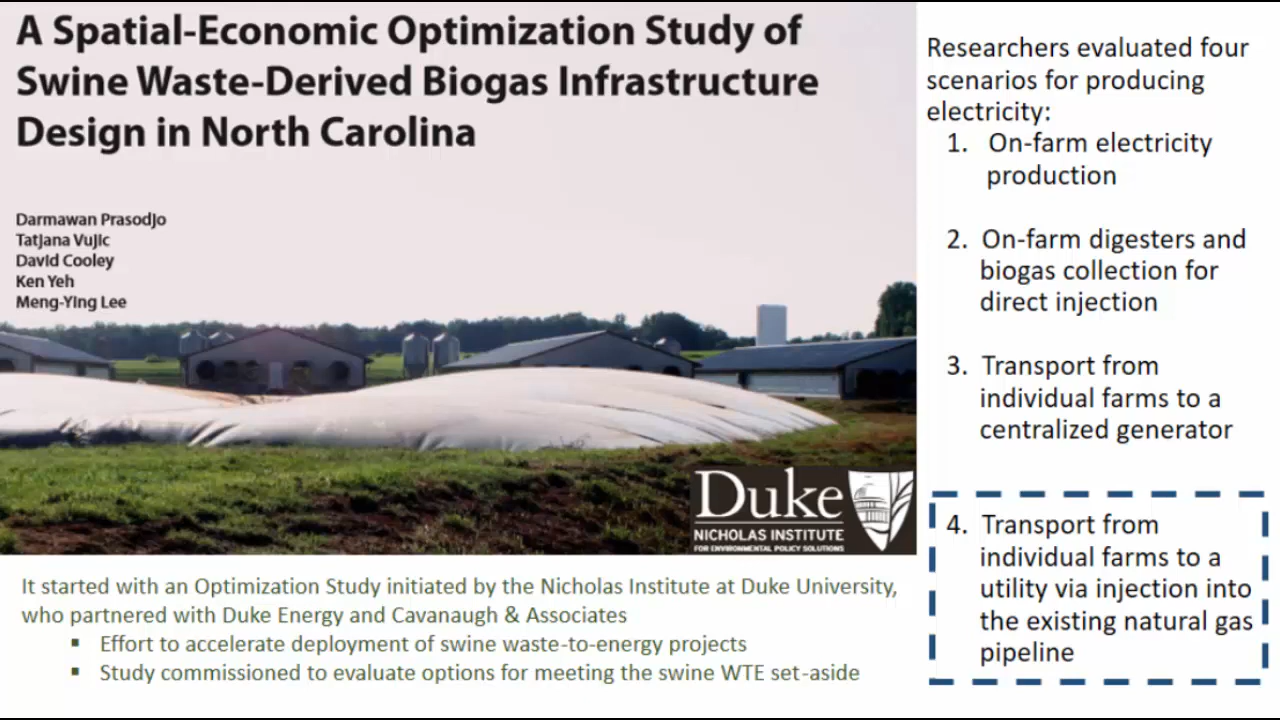 A Spatial-Economic Optimization Study of
Swine Waste-Derived Biogas Infrastructure
Design in North Carolina
Darmawan Prasodjo
Tatjana Vujic
David Cooley
Ken Yeh
Meng-Ying Lee
Duke
NICHOLAS INSTITUTE
FOR ENVIRONMENTAL POLICY SOLUTIONS
It started with an Optimization Study initiated by the Nicholas Institute at Duke University,
who partnered with Duke Energy and Cavanaugh & Associates
▪ Effort to accelerate deployment of swine waste-to-energy projects
▪ Study commissioned to evaluate options for meeting the swine WTE set-aside
Researchers evaluated four
scenarios for producing
electricity:
1. On-farm electricity
production
2. On-farm digesters and
biogas collection for
direct injection
3. Transport from
individual farms to a
centralized generator
4. Transport from
individual farms to a
utility via injection into
the existing natural gas
pipeline